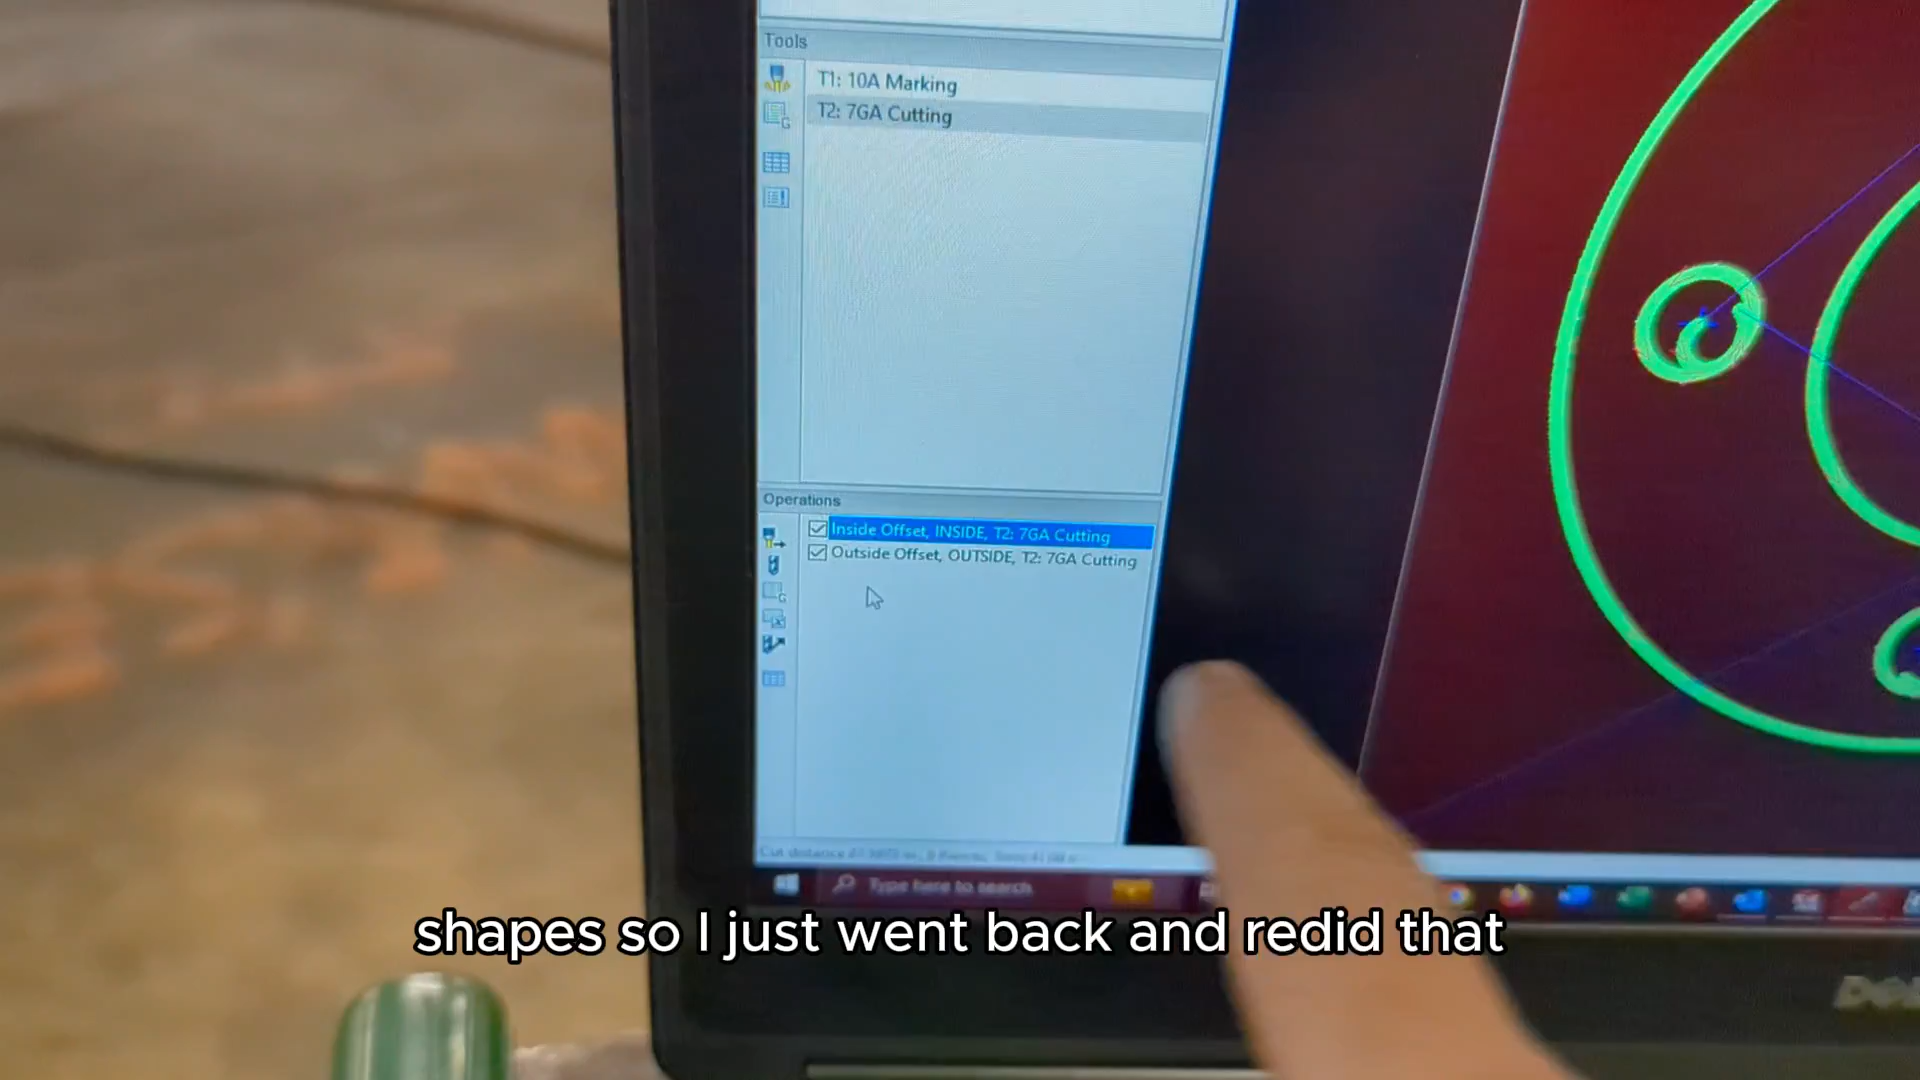 Tools
T1: 10A Marking
T2: 7GA Cutting
Operations
Inside Offset, INSIDE, T2: 7GA Cutting
Outside Offset, OUTSIDE, T2: 7GA Cutting
Type here to search
shapes so I just went back and redid that